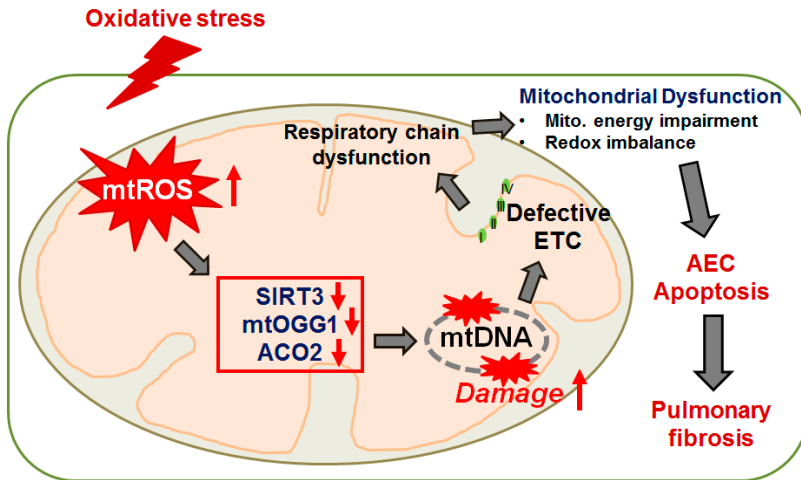 Oxidative stress
mtROS
SIRT3
mtOGG1
ACO2
mtDNA
Damage
I
II
III
IV
Defective
ETC
Respiratory chain
dysfunction
Mitochondrial Dysfunction
• Mito. energy impairment
• Redox imbalance
AEC
Apoptosis
Pulmonary
fibrosis